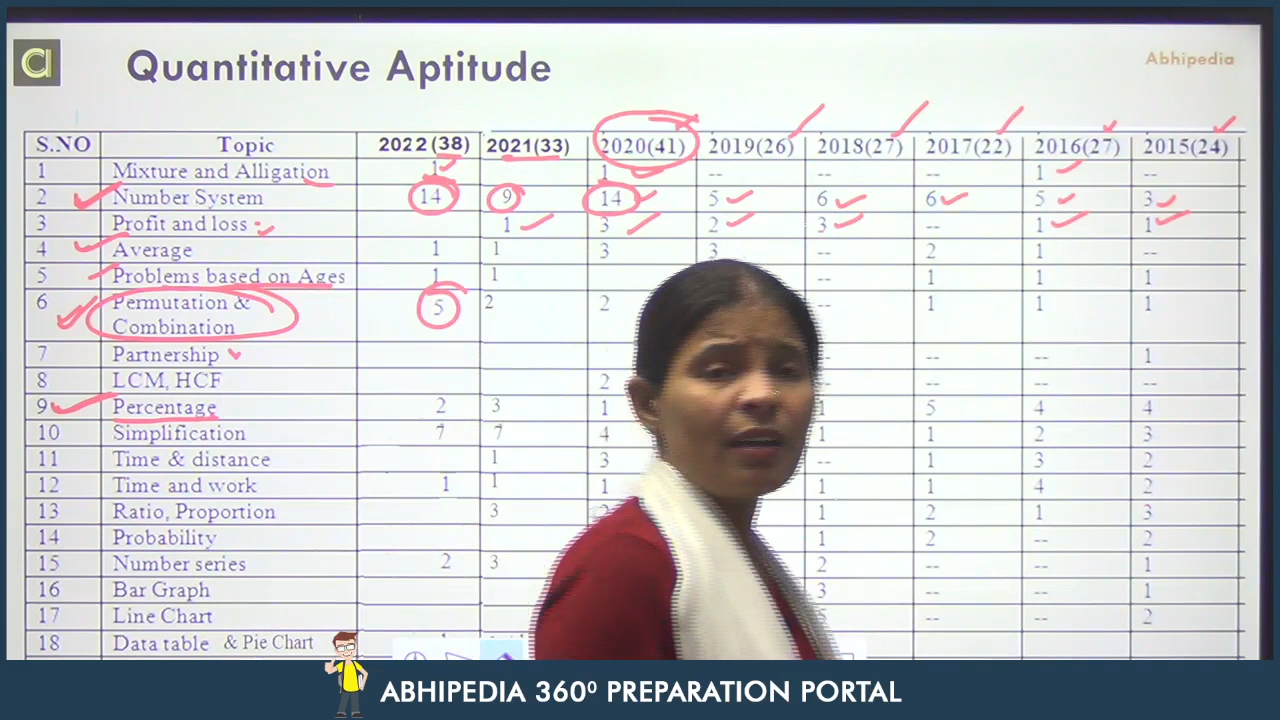 Quantitative Aptitude
Abhipedia
S.NO Topic 2022(38) 2021(33) 2020(41) 2019(26) 2018(27) 2017(22) 2016(27) 2015(24)
1 Mixture and Alligation 1 1 -- -- -- 1 --
2 Number System 14 9 14 5 6 6 5 3
3 Profit and loss 1 3 2 3 -- 1 1
4 Average 1 1 3 3 -- 2 1 --
5 Problems based on Ages 1 1 -- 1 1 1
6 Permutation & 5 2 2 -- 1 1 1
Combination
7 Partnership -- -- -- 1
8 LCM, HCF 2 -- -- -- --
9 Percentage 2 3 1 1 5 4 4
10 Simplification 7 7 4 1 1 2 3
11 Time & distance 1 3 -- 1 3 2
12 Time and work 1 1 1 1 1 4 2
13 Ratio, Proportion 3 1 2 1 3
14 Probability 1 2 -- 2
15 Number series 2 3 2 -- -- 1
16 Bar Graph 3 -- -- 1
17 Line Chart -- -- 2
18 Data table & Pie Chart
ABHIPEDIA 360⁰ PREPARATION PORTAL